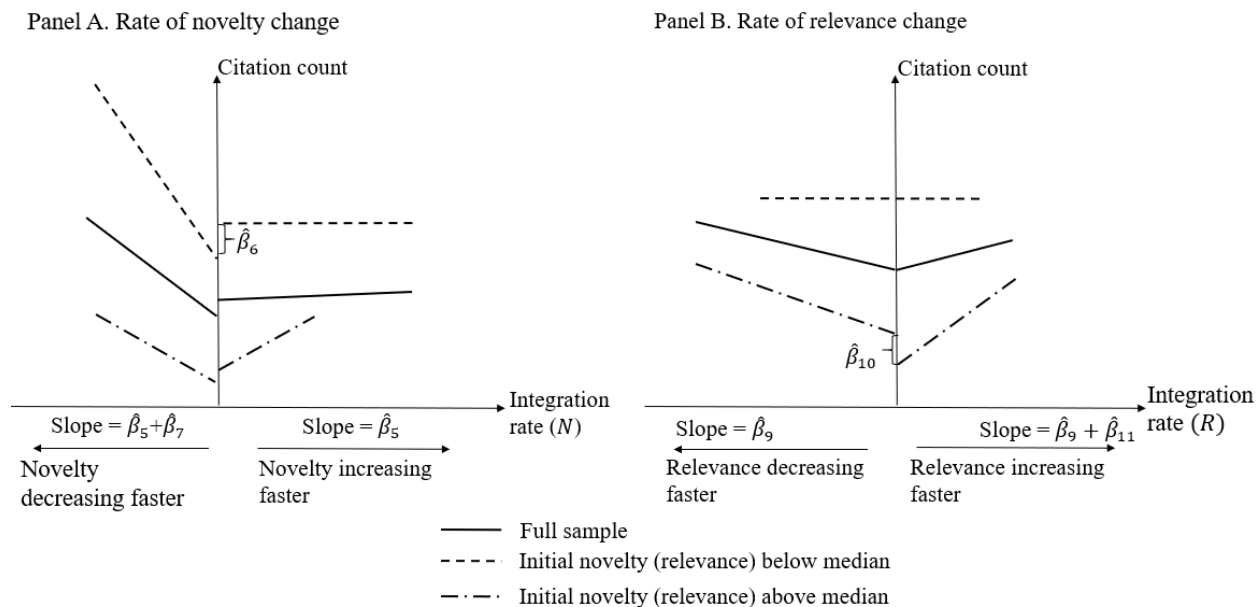 Panel A. Rate of novelty change
Citation count
β̂₆
Integration
rate (N)
Slope = β̂₅+β̂₇
Slope = β̂₅
Novelty
decreasing faster
Novelty increasing
faster
Panel B. Rate of relevance change
Citation count
β̂₁₀
Integration
rate (R)
Slope = β̂₉
Slope = β̂₉ + β̂₁₁
Relevance decreasing
faster
Relevance increasing
faster
Full sample
Initial novelty (relevance) below median
Initial novelty (relevance) above median